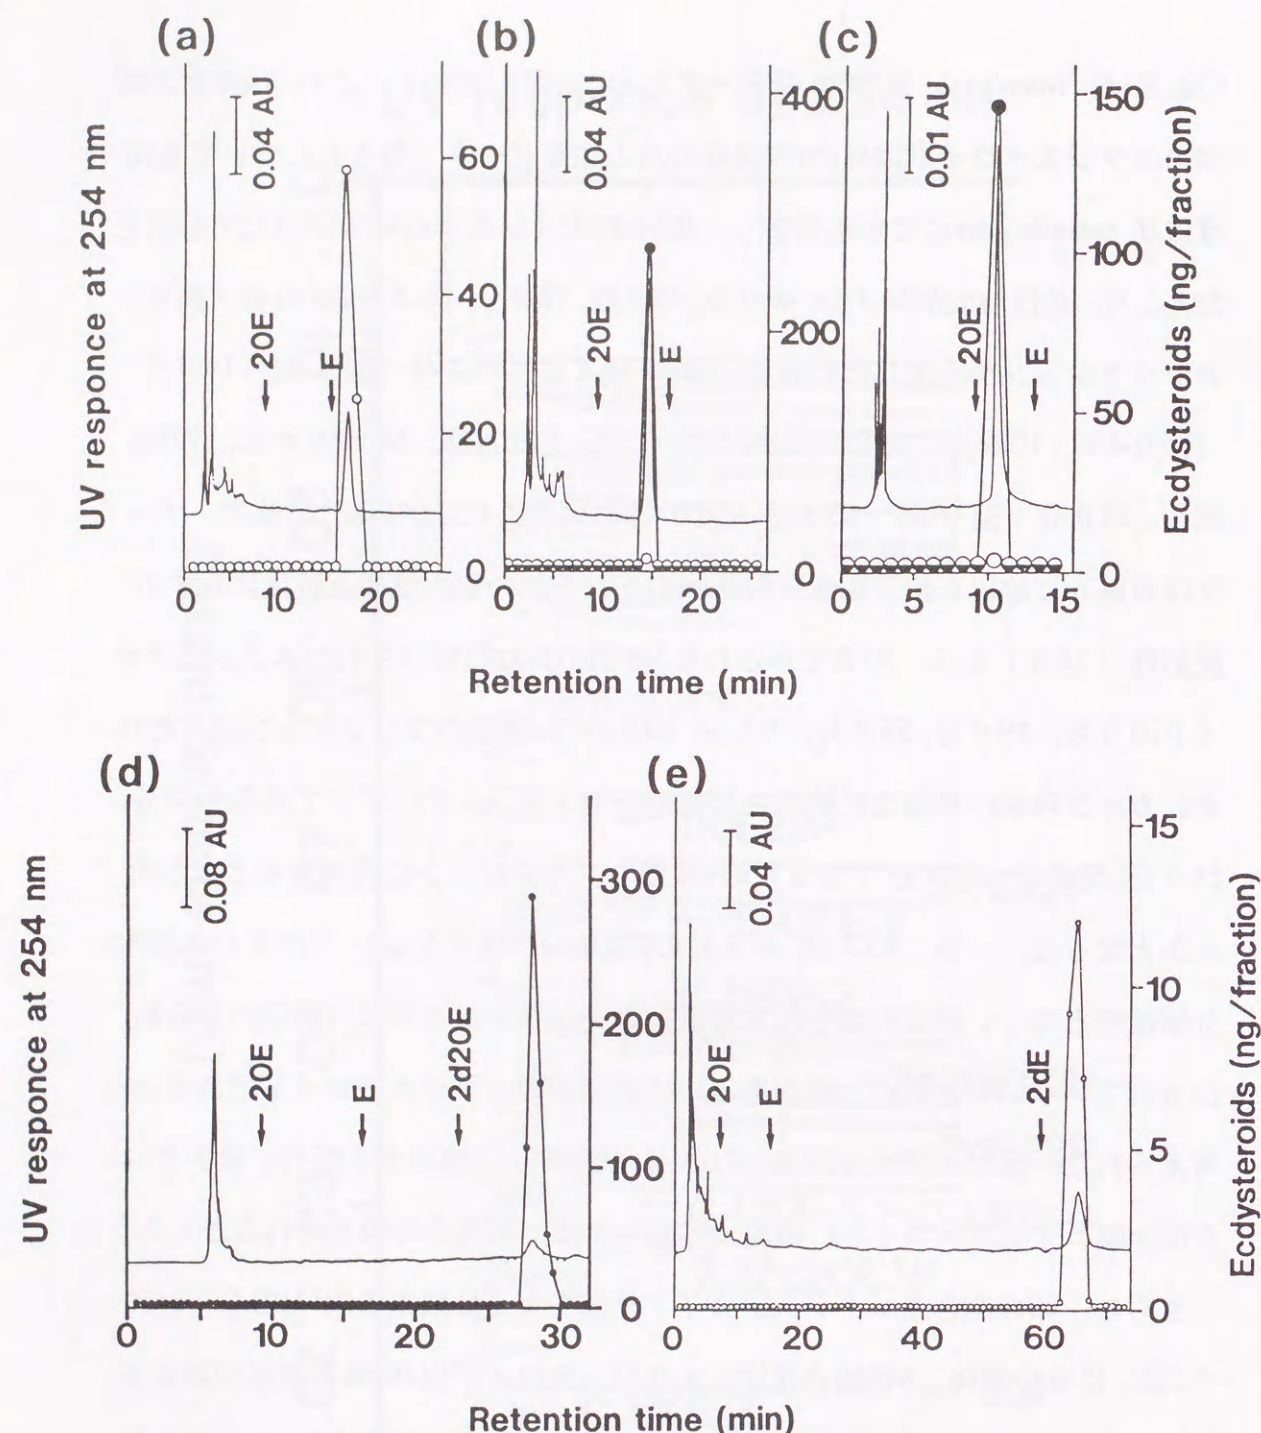 (a)
(b)
(c)
UV responce at 254 nm
0.04 AU
20E
E
60
40
20
0
0 10 20
0.04 AU
20E
E
400
200
0
0 10 20
0.01 AU
20E
E
150
100
50
0
0 5 10 15
Ecdysteroids (ng/fraction)
Retention time (min)
(d)
(e)
UV responce at 254 nm
0.08 AU
20E
E
2d20E
300
200
100
0
0 10 20 30
0.04 AU
20E
E
2dE
15
10
5
0
0 20 40 60
Ecdysteroids (ng/fraction)
Retention time (min)